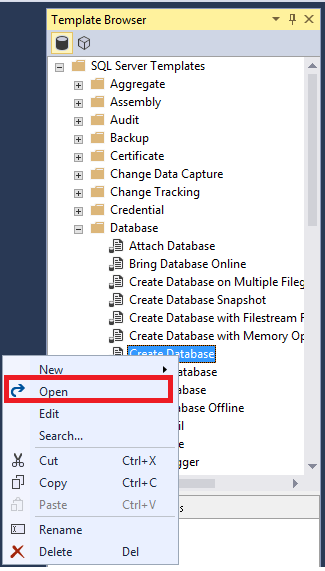 Template Browser
SQL Server Templates
Aggregate
Assembly
Audit
Backup
Certificate
Change Data Capture
Change Tracking
Credential
Database
Attach Database
Bring Database Online
Create Database on Multiple Fileg
Create Database Snapshot
Create Database with Filestream F
Create Database with Memory Op
Create Database
New
Database
Open
abase
Edit
abase Offline
Search...
il
Cut Ctrl+X
Copy Ctrl+C
gger
Paste Ctrl+V
s
Rename
Delete Del